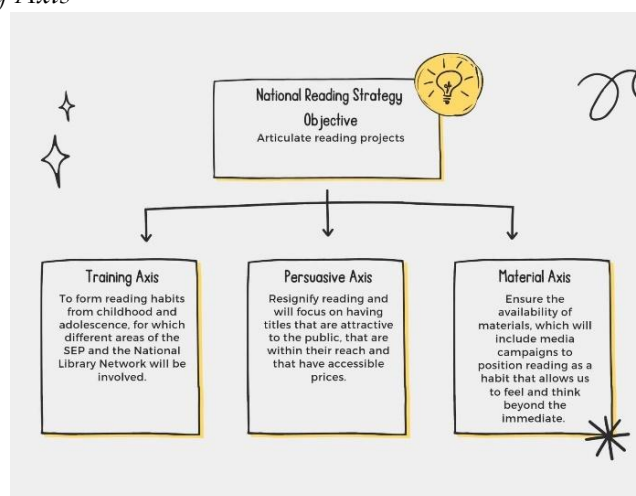 National Reading Strategy
Objective
Articulate reading projects
Training Axis
To form reading habits
from childhood and
adolescence, for which
different areas of the
SEP and the National
Library Network will be
involved.
Persuasive Axis
Resignify reading and
will focus on having
titles that are attractive
to the public, that are
within their reach and
that have accessible
prices.
Material Axis
Ensure the
availability of
materials, which will
include media
campaigns to
position reading as a
habit that allows us
to feel and think
beyond the
immediate.